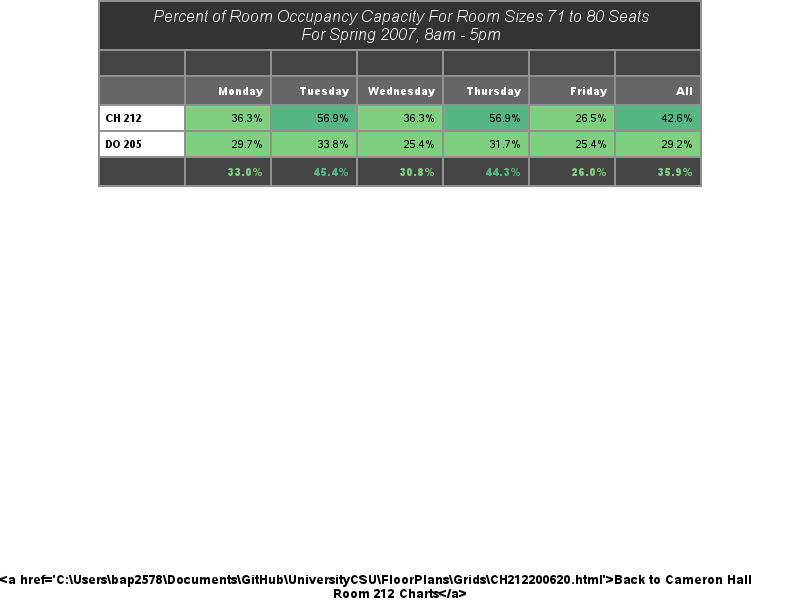 Percent of Room Occupancy Capacity For Room Sizes 71 to 80 Seats
For Spring 2007, 8am - 5pm
Monday Tuesday Wednesday Thursday Friday All
CH 212 36.3% 56.9% 36.3% 56.9% 26.5% 42.6%
DO 205 29.7% 33.8% 25.4% 31.7% 25.4% 29.2%
33.0% 45.4% 30.8% 44.3% 26.0% 35.9%
<a href='C:\Users\bap2578\Documents\GitHub\UniversityCSU\FloorPlans\Grids\CH212200620.html'>Back to Cameron Hall
Room 212 Charts</a>